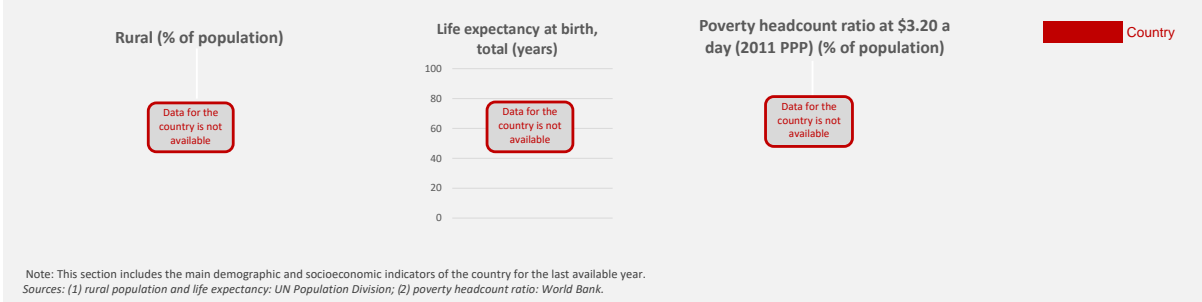 Rural (% of population)
Data for the
country is not
available
Life expectancy at birth,
total (years)
100
80
60
40
20
0
Data for the
country is not
available
Poverty headcount ratio at $3.20 a
day (2011 PPP) (% of population)
Data for the
country is not
available
Country
Note: This section includes the main demographic and socioeconomic indicators of the country for the last available year.
Sources: (1) rural population and life expectancy: UN Population Division; (2) poverty headcount ratio: World Bank.